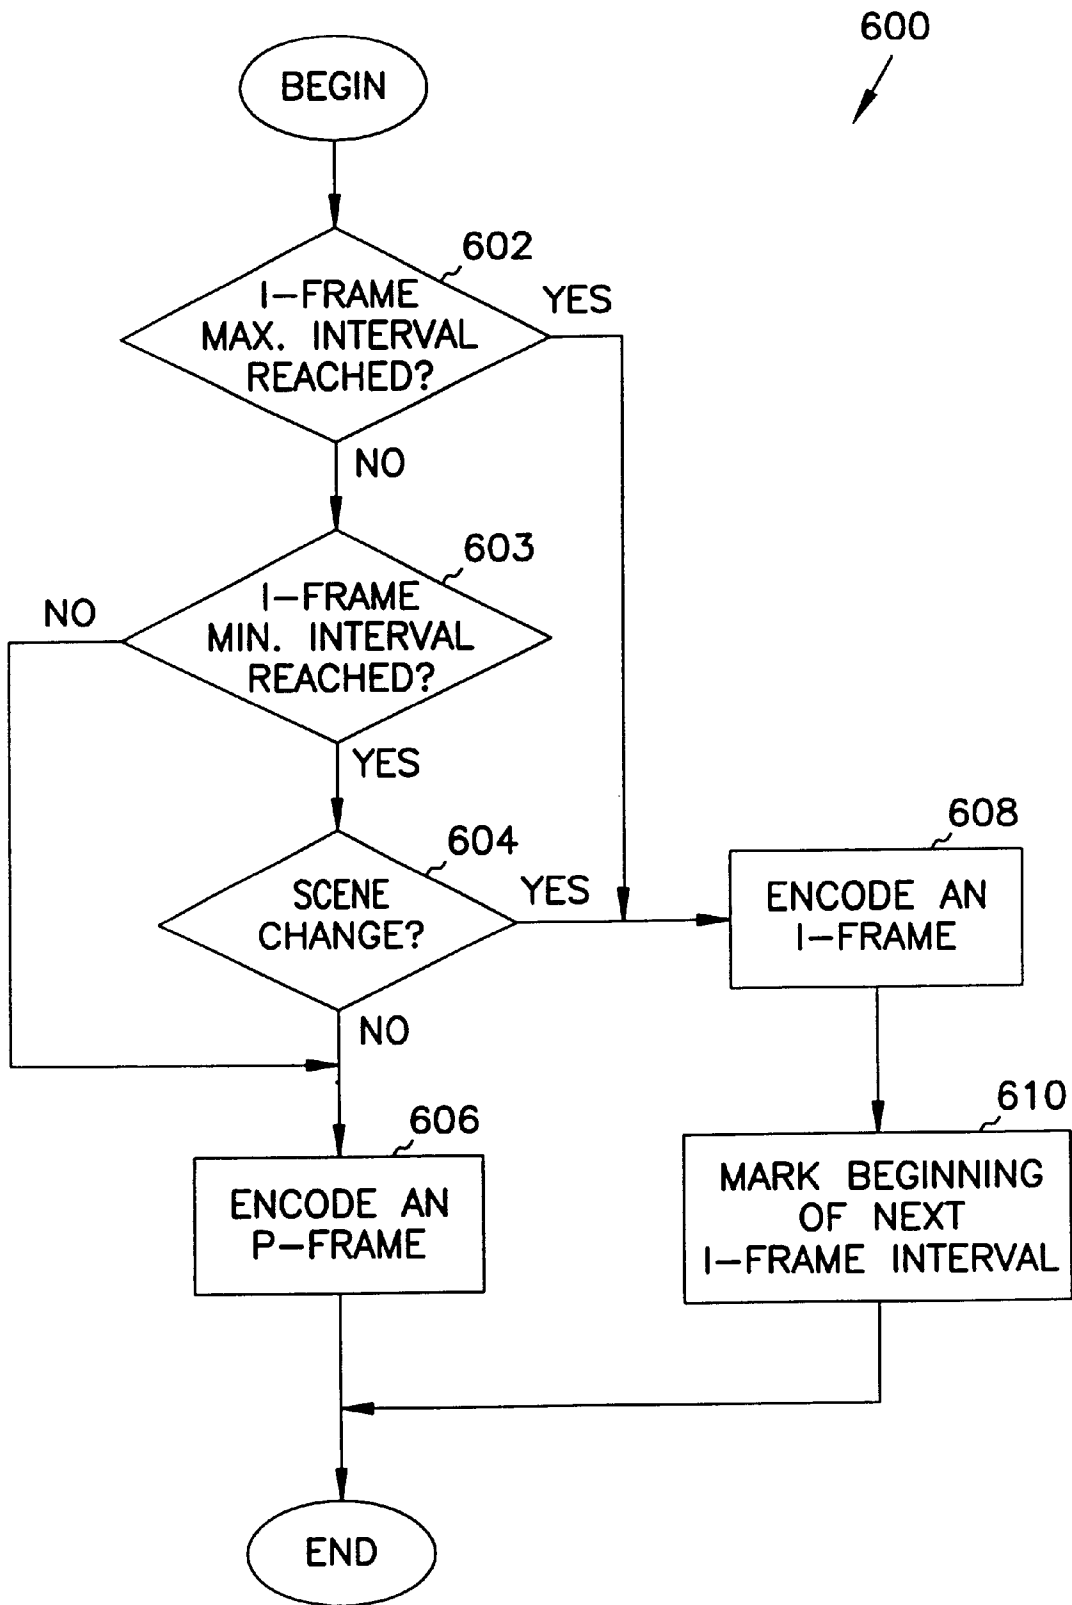 600
BEGIN
602
I-FRAME
MAX. INTERVAL
REACHED?
YES
NO
603
I-FRAME
MIN. INTERVAL
REACHED?
NO
YES
604
SCENE
CHANGE?
YES
NO
608
ENCODE AN
I-FRAME
606
ENCODE AN
P-FRAME
610
MARK BEGINNING
OF NEXT
I-FRAME INTERVAL
END